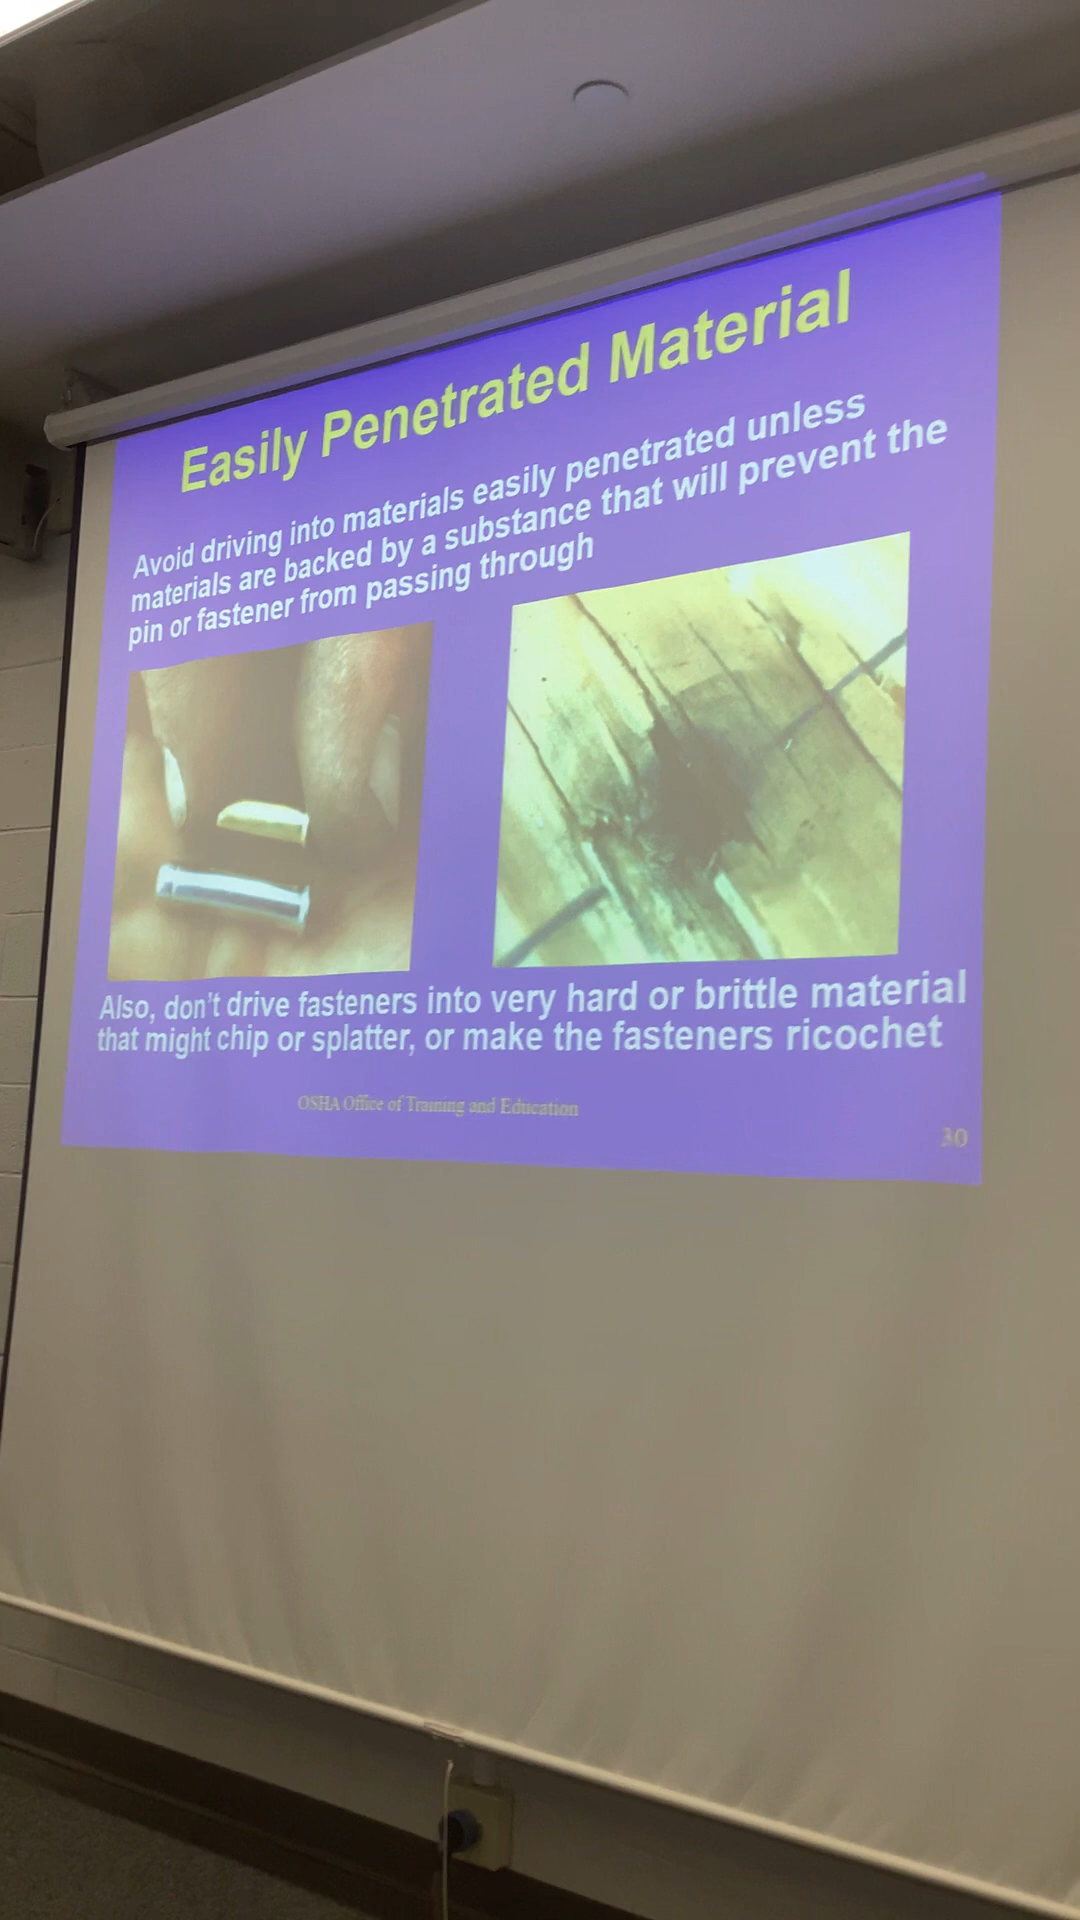 Easily Penetrated Material
Avoid driving into materials easily penetrated unless
materials are backed by a substance that will prevent the
pin or fastener from passing through
Also, don't drive fasteners into very hard or brittle material
that might chip or splatter, or make the fasteners ricochet
OSHA Office of Training and Education
30